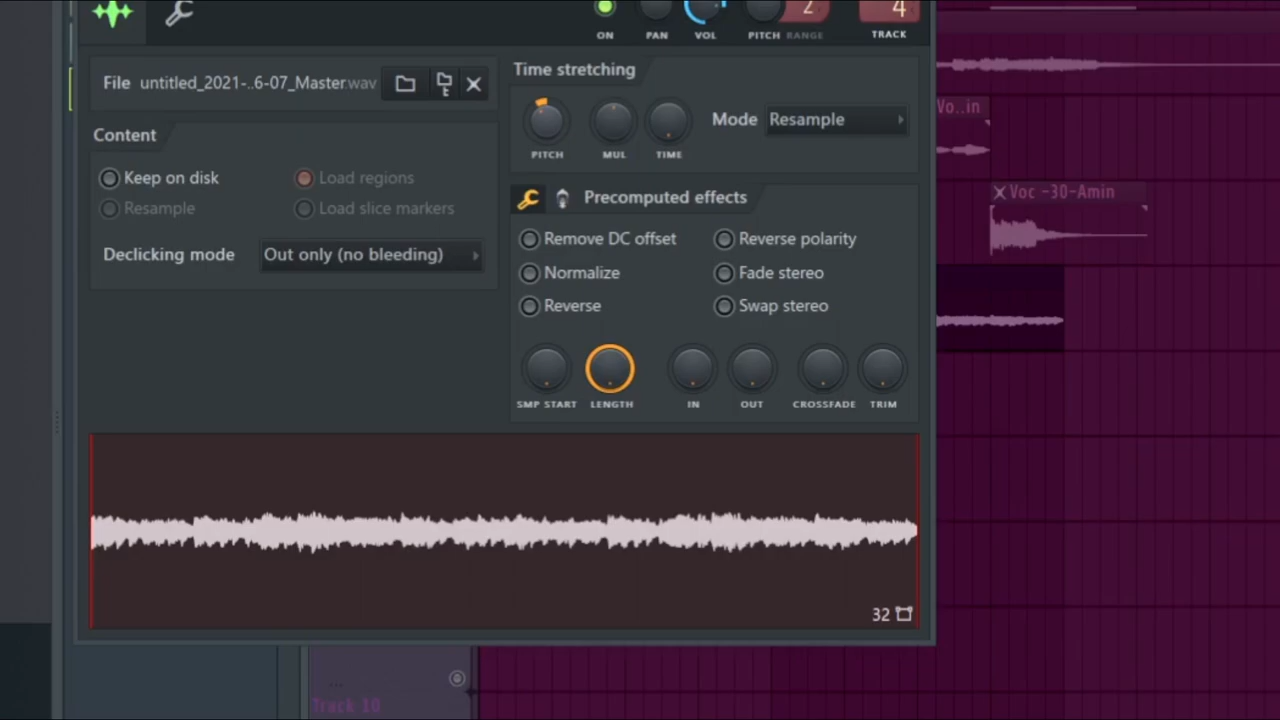 2
4
ON PAN VOL PITCH RANGE TRACK
File untitled_2021-..6-07_Master.wav
Time stretching
PITCH MUL TIME
Mode Resample
Content
Keep on disk Load regions
Resample Load slice markers
Declicking mode Out only (no bleeding)
Precomputed effects
Remove DC offset Reverse polarity
Normalize Fade stereo
Reverse Swap stereo
SMP START LENGTH IN OUT CROSSFADE TRIM
32
Vo..in
Voc -30-Amin
...
Track 10